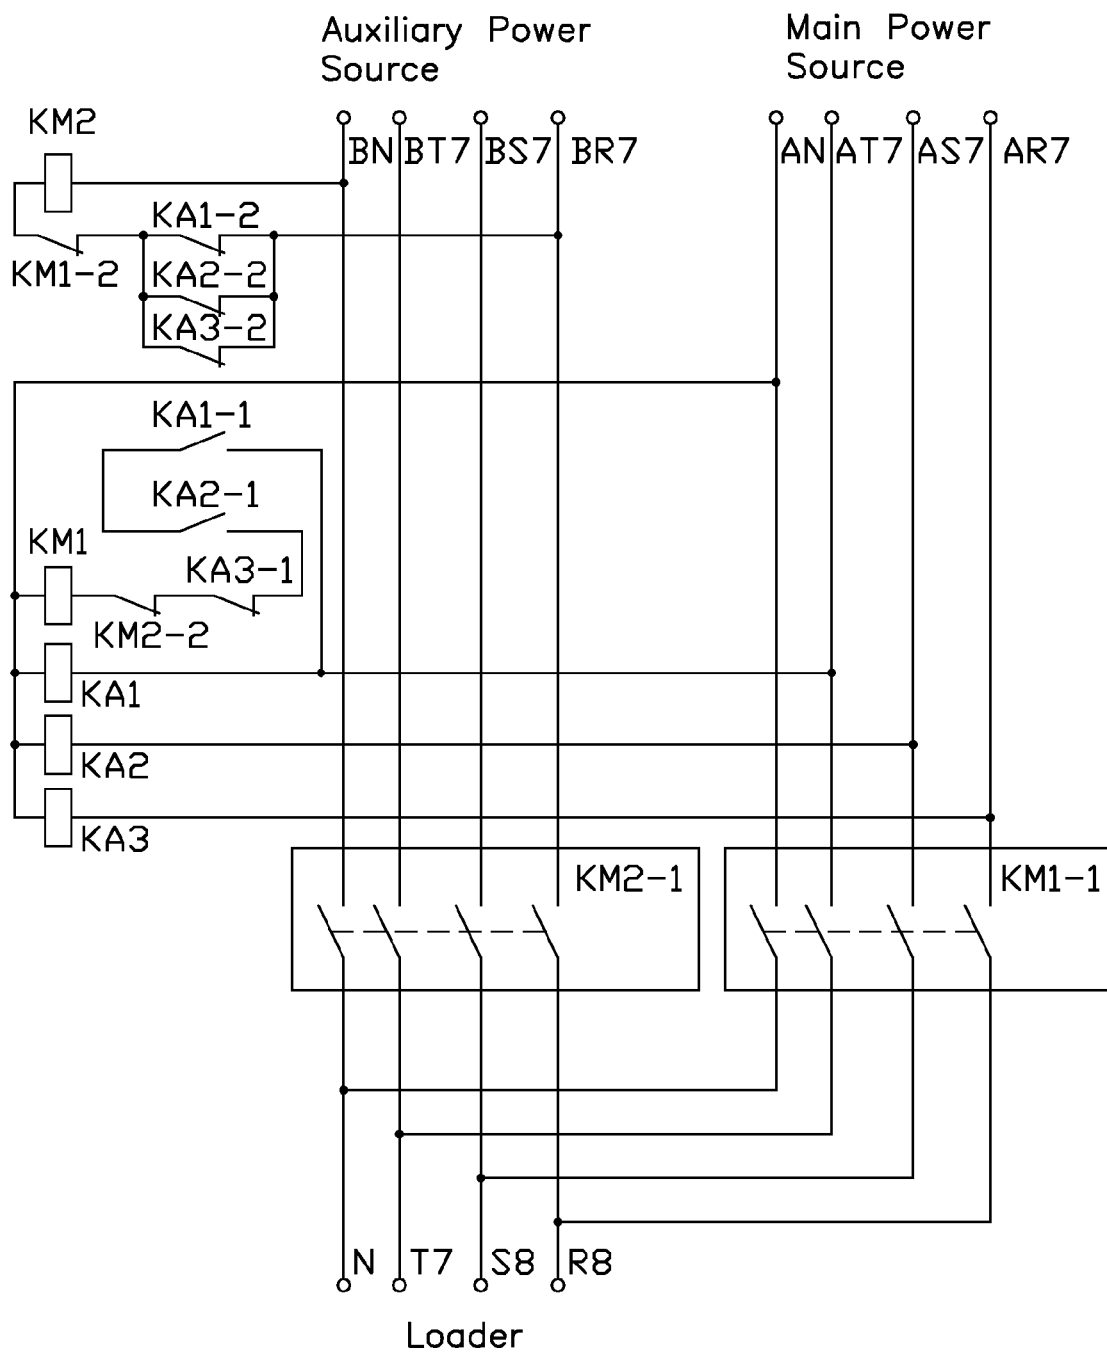 Auxiliary Power
Source
Main Power
Source
KM2
BN BT7 BS7 BR7
AN AT7 AS7 AR7
KA1-2
KM1-2
KA2-2
KA3-2
KA1-1
KA2-1
KM1
KA3-1
KM2-2
KA1
KA2
KA3
KM2-1
KM1-1
N T7 S8 R8
Loader